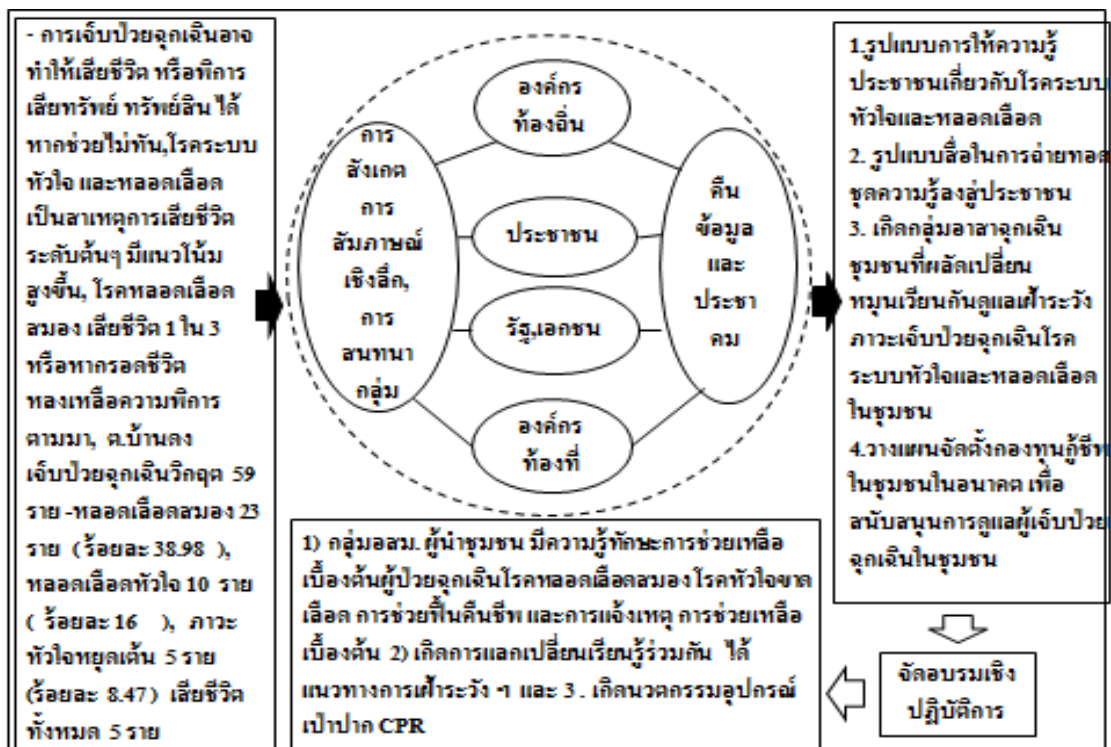 - การเจ็บป่วยฉุกเฉินอาจ
ทำให้เสียชีวิต หรือพิการ
เสียทรัพย์ ทรัพย์สิน ได้
หากช่วยไม่ทัน,โรคระบบ
หัวใจ และหลอดเลือด
เป็นสาเหตุการเสียชีวิต
ระดับต้นๆ มีแนวโน้ม
สูงขึ้น, โรคหลอดเลือด
สมอง เสียชีวิต 1 ใน 3
หรือหากรอดชีวิต
หลงเหลือความพิการ
ตามมา, ต.บ้านดง
เจ็บป่วยฉุกเฉินวิกฤต 59
ราย -หลอดเลือดสมอง 23
ราย (ร้อยละ 38.98 ),
หลอดเลือดหัวใจ 10 ราย
( ร้อยละ 16 ), ภาวะ
หัวใจหยุดเต้น 5 ราย
(ร้อยละ 8.47) เสียชีวิต
ทั้งหมด 5 ราย
การ
สังเกต
การ
สัมภาษณ์
เชิงลึก,
การ
สนทนา
กลุ่ม
องค์กร
ท้องถิ่น
ประชาชน
รัฐ,เอกชน
องค์กร
ท้องที่
คืน
ข้อมูล
และ
ประชา
คม
1.รูปแบบการให้ความรู้
ประชาชนเกี่ยวกับโรคระบบ
หัวใจและหลอดเลือด
2. รูปแบบสื่อในการถ่ายทอด
ชุดความรู้ลงสู่ประชาชน
3. เกิดกลุ่มอาสาฉุกเฉิน
ชุมชนที่ผลัดเปลี่ยน
หมุนเวียนกันดูแลเฝ้าระวัง
ภาวะเจ็บป่วยฉุกเฉินโรค
ระบบหัวใจและหลอดเลือด
ในชุมชน
4.วางแผนจัดตั้งกองทุนกู้ชีพ
ในชุมชนในอนาคต เพื่อ
สนับสนุนการดูแลผู้เจ็บป่วย
ฉุกเฉินในชุมชน
จัดอบรมเชิง
ปฏิบัติการ
1) กลุ่มอสม. ผู้นำชุมชน มีความรู้ทักษะการช่วยเหลือ
เบื้องต้นผู้ป่วยฉุกเฉินโรคหลอดเลือดสมอง โรคหัวใจขาด
เลือด การช่วยฟื้นคืนชีพ และการแจ้งเหตุ การช่วยเหลือ
เบื้องต้น 2) เกิดการแลกเปลี่ยนเรียนรู้ร่วมกัน ได้
แนวทางการเฝ้าระวัง ฯ และ 3 . เกิดนวตกรรมอุปกรณ์
เป่าปาก CPR